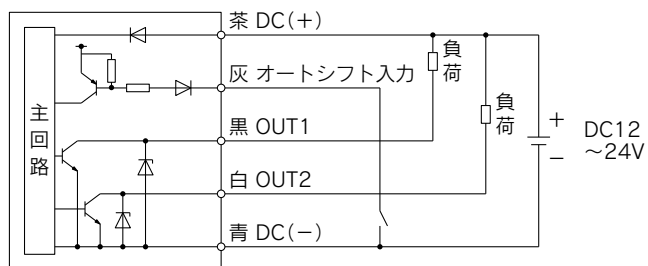 茶 DC(+)
負荷
灰 オートシフト入力
負荷
主回路
黒 OUT1
+
DC12
−
～24V
白 OUT2
青 DC(−)